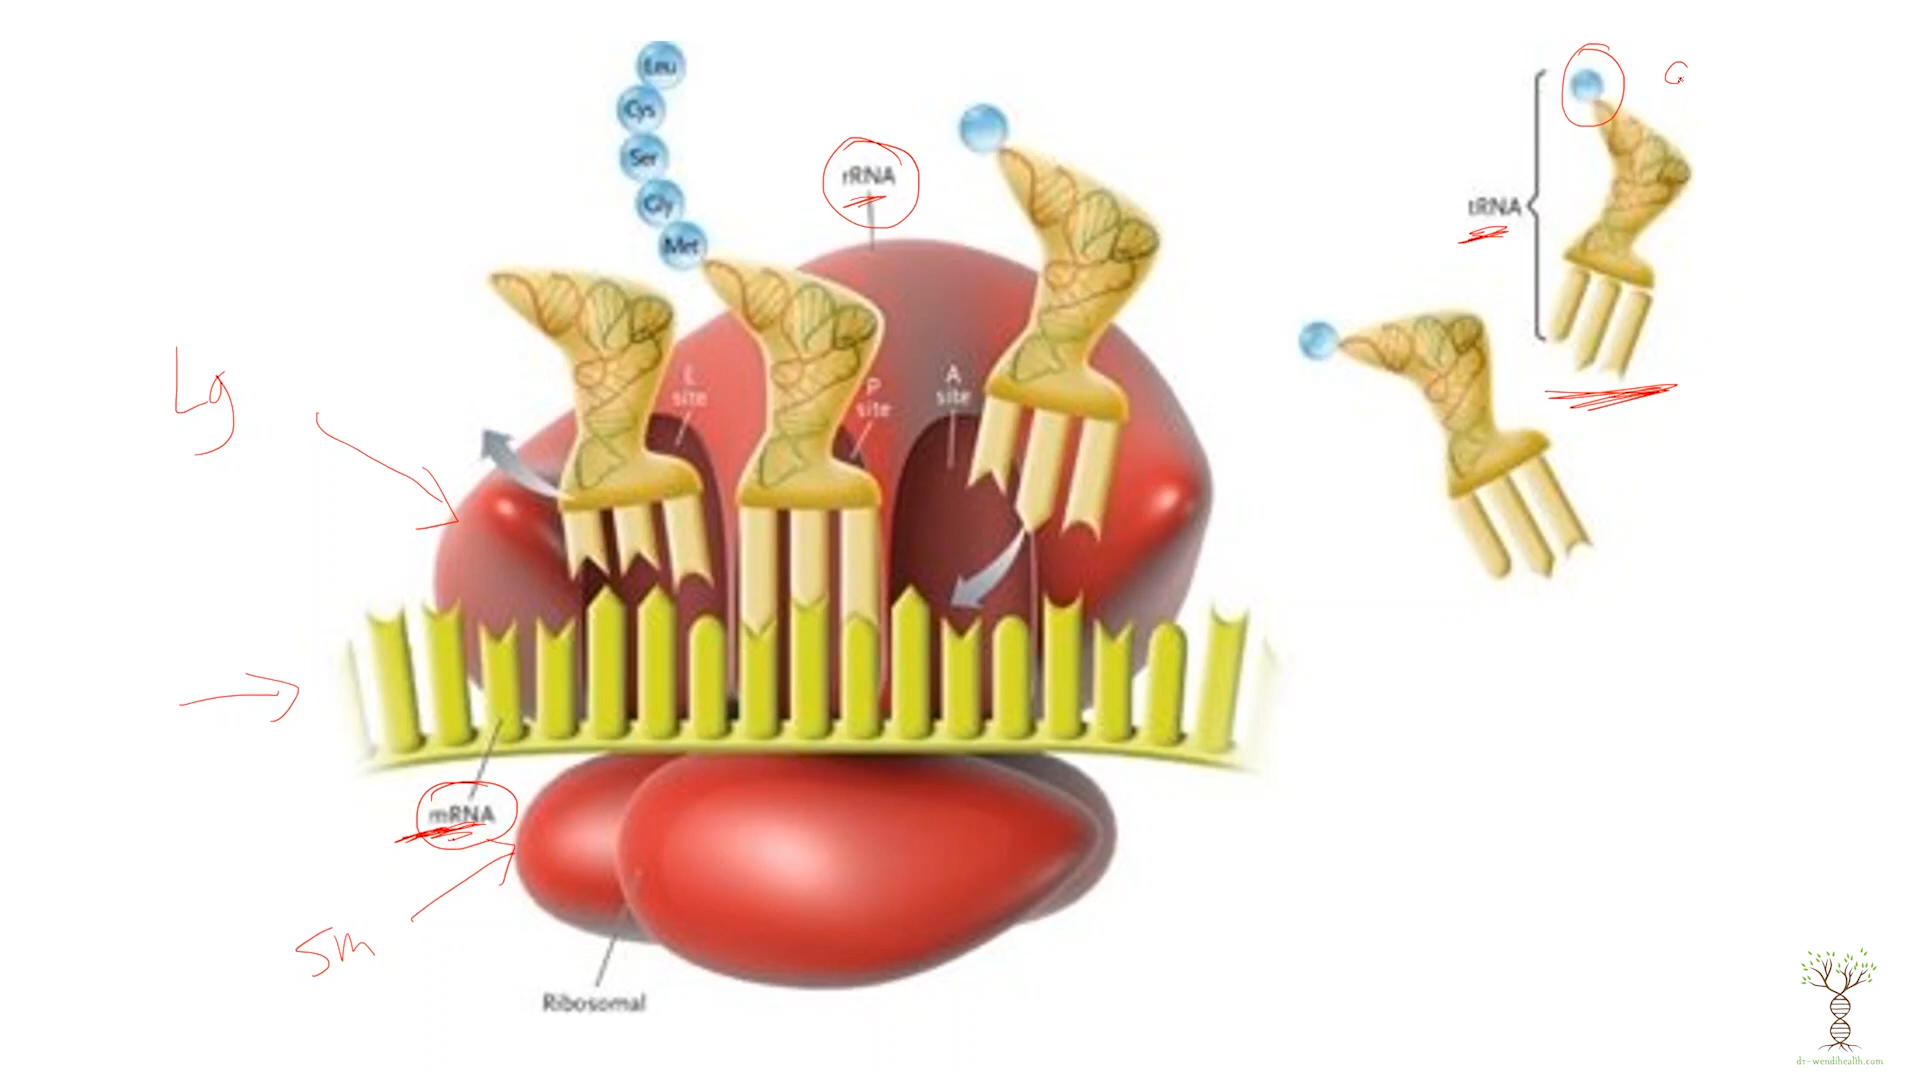 Leu
Cys
Ser
Gly
Met
rRNA
tRNA
E
site
P
site
A
site
Lg
mRNA
Sm
Ribosomal
dr-wendihealth.com